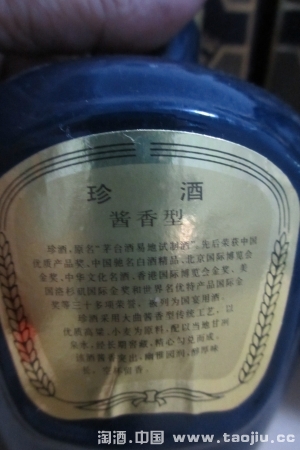 珍 酒
酱香型
珍酒,原名"茅台酒易地试制酒",先后荣获中国
优质产品奖、中国驰名白酒精品、北京国际博览会
金奖、中华文化名酒、香港国际博览会金奖、美
国洛杉矶国际金奖和世界名优特产品国际金
奖等三十多项荣誉、被列为国宴用酒。
珍酒采用大曲酱香型传统工艺,以
优质高粱、小麦为原料,配以当地甘冽
泉水,经长期窖藏,精心勾兑而成,
该酒酱香突出,幽雅圆润,醇厚味
长,空杯留香。
淘酒.中国 www.taojiu.cc